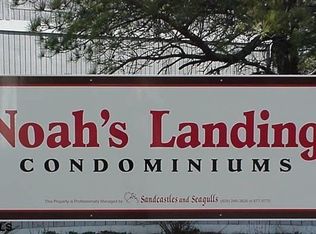 Noah's Landing
CONDOMINIUMS
This Property is Professionally Managed by Sandcastles and Seagulls